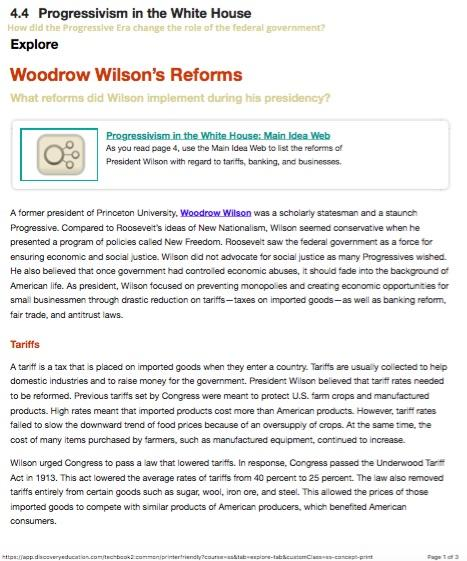 4.4 Progressivism in the White House
How did the Progressive Era change the role of the federal government?
Explore
Woodrow Wilson's Reforms
What reforms did Wilson implement during his presidency?
Progressivism in the White House: Main Idea Web
As you read page 4, use the Main Idea Web to list the reforms of
President Wilson with regard to tariffs, banking, and businesses.
A former president of Princeton University, Woodrow Wilson was a scholarly statesman and a staunch
Progressive. Compared to Roosevelt's ideas of New Nationalism, Wilson seemed conservative when he
presented a program of policies called New Freedom. Roosevelt saw the federal government as a force for
ensuring economic and social justice. Wilson did not advocate for social justice as many Progressives wished.
He also believed that once government had controlled economic abuses, it should fade into the background of
American life. As president, Wilson focused on preventing monopolies and creating economic opportunities for
small businessmen through drastic reduction on tariffs—taxes on imported goods—as well as banking reform,
fair trade, and antitrust laws.
Tariffs
A tariff is a tax that is placed on imported goods when they enter a country. Tariffs are usually collected to help
domestic industries and to raise money for the government. President Wilson believed that tariff rates needed
to be reformed. Previous tariffs set by Congress were meant to protect U.S. farm crops and manufactured
products. High rates meant that imported products cost more than American products. However, tariff rates
failed to slow the downward trend of food prices because of an oversupply of crops. At the same time, the
cost of many items purchased by farmers, such as manufactured equipment, continued to increase.
Wilson urged Congress to pass a law that lowered tariffs. In response, Congress passed the Underwood Tariff
Act in 1913. This act lowered the average rates of tariffs from 40 percent to 25 percent. The law also removed
tariffs entirely from certain goods such as sugar, wool, iron ore, and steel. This allowed the prices of those
imported goods to compete with similar products of American producers, which benefited American
consumers.
https://app.discoveryeducation.com/techbook2:common/printerfriendly?course=ss&tab=explore-tab&customClass=ss-concept-print Page 1 of 3